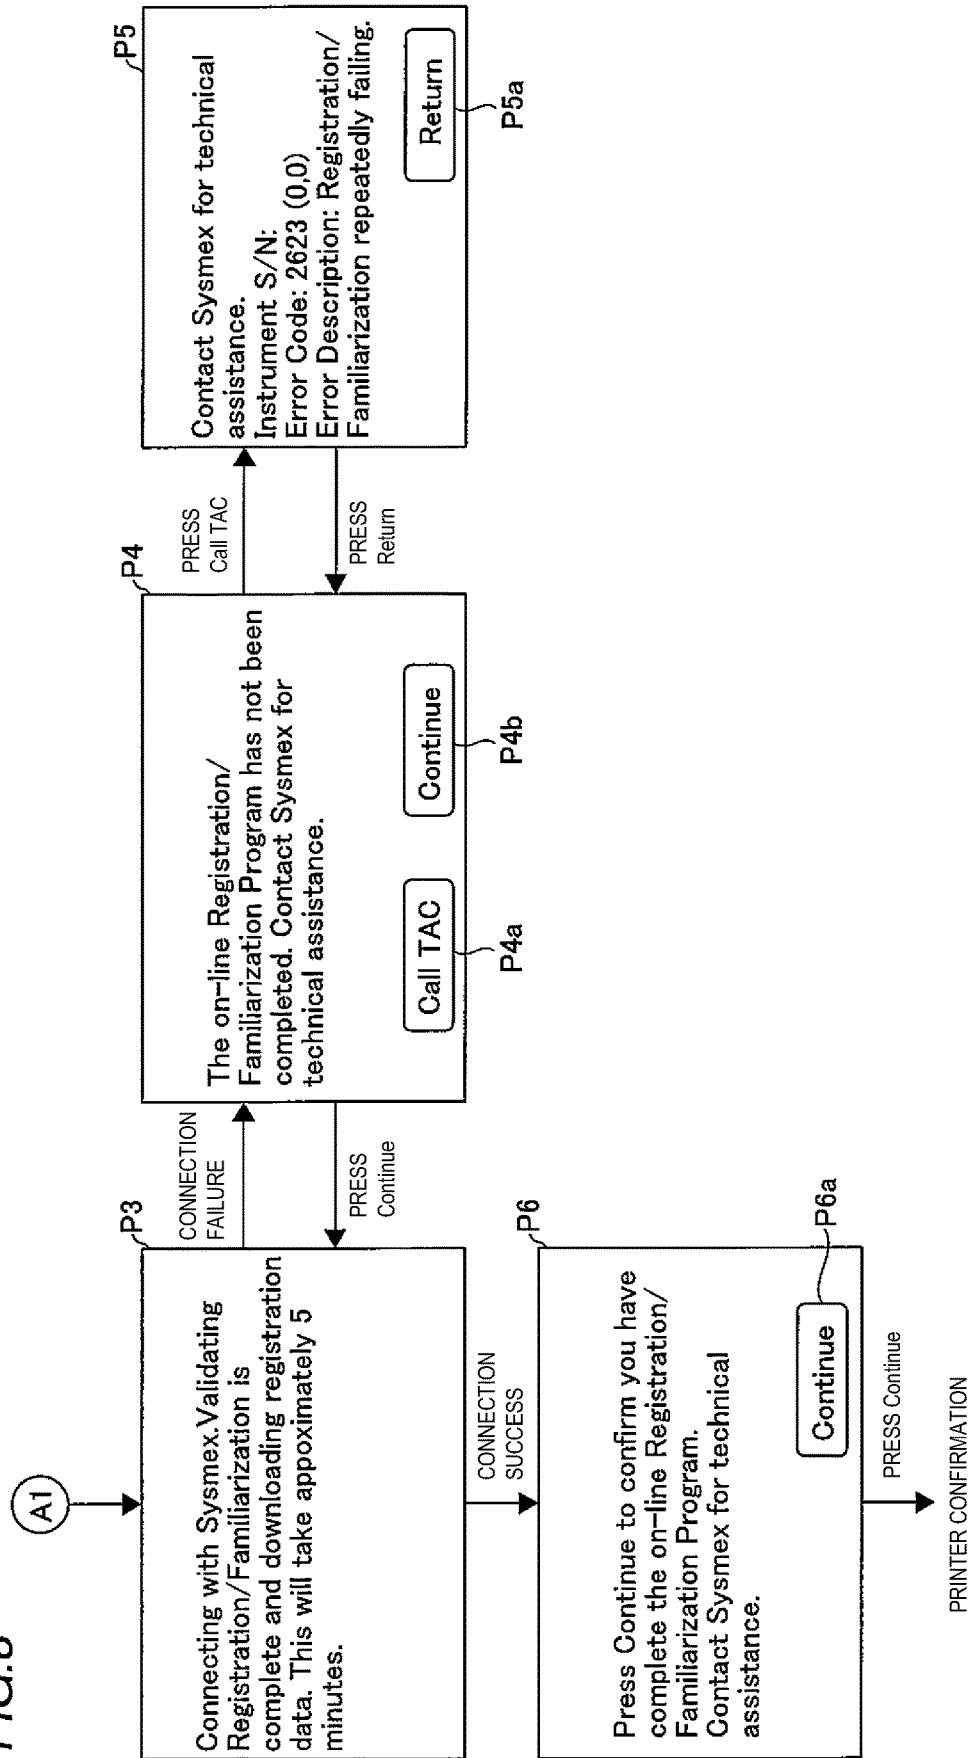 FIG.8
A1
P3
Connecting with Sysmex.Validating
Registration/Familiarization is
complete and downloading registration
data. This will take appoximately 5
minutes.
CONNECTION
FAILURE
PRESS
Continue
P4
The on-line Registration/
Familiarization Program has not been
completed. Contact Sysmex for
technical assistance.
Call TAC
Continue
P4a
P4b
PRESS
Call TAC
PRESS
Return
P5
Contact Sysmex for technical
assistance.
Instrument S/N:
Error Code: 2623 (0,0)
Error Description: Registration/
Familiarization repeatedly failing.
Return
P5a
CONNECTION
SUCCESS
P6
Press Continue to confirm you have
complete the on-line Registration/
Familiarization Program.
Contact Sysmex for technical
assistance.
Continue
P6a
PRESS Continue
PRINTER CONFIRMATION